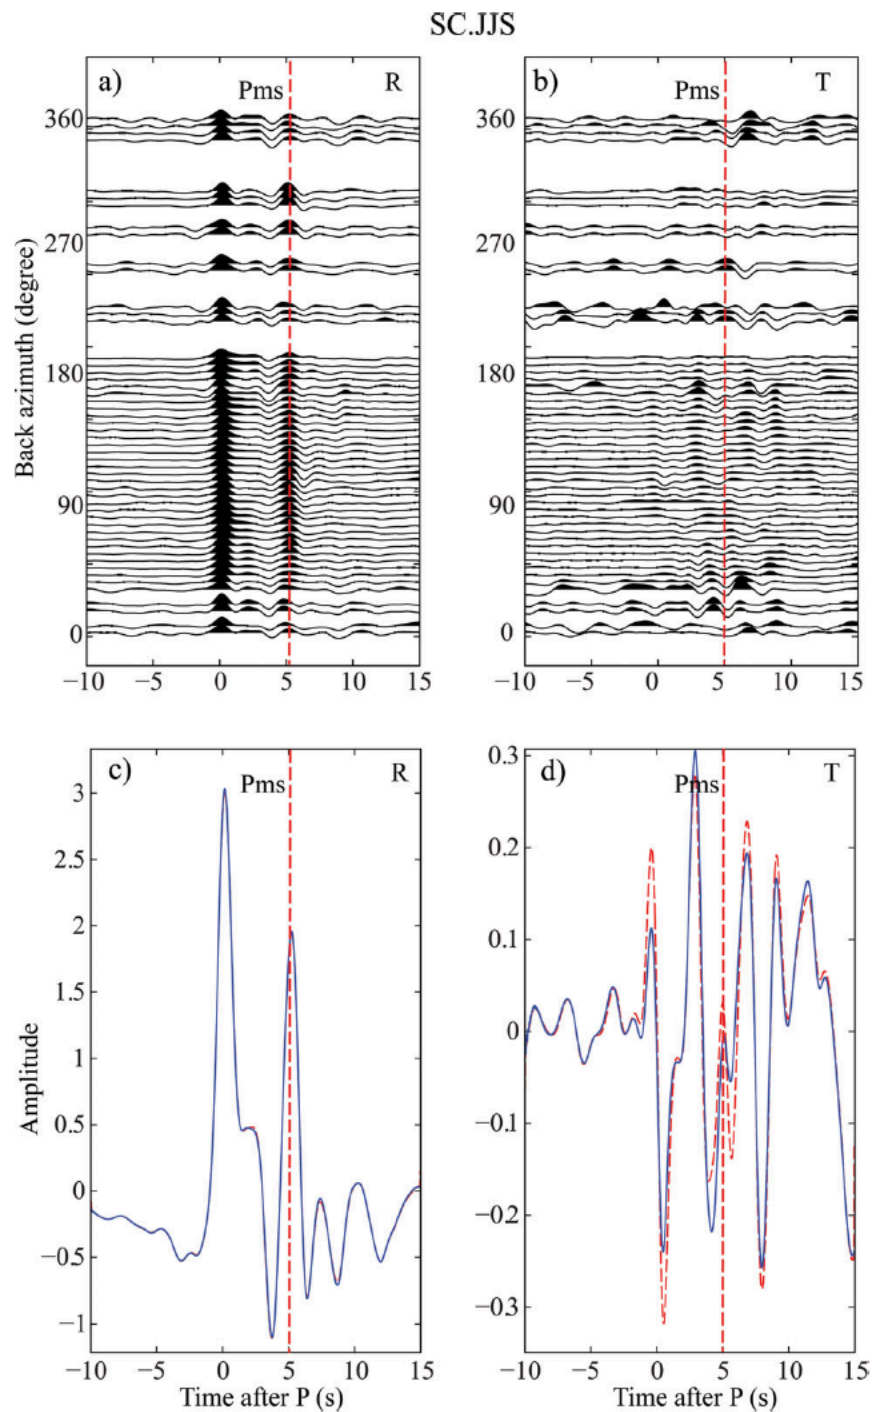 SC.JJS
a) Pms R
b) Pms T
Back azimuth (degree)
360
270
180
90
0
360
270
180
90
0
−10 −5 0 5 10 15
−10 −5 0 5 10 15
c) Pms R
d) Pms T
Amplitude
3
2.5
2
1.5
1
0.5
0
−0.5
−1
0.3
0.2
0.1
0
−0.1
−0.2
−0.3
−10 −5 0 5 10 15
−10 −5 0 5 10 15
Time after P (s)
Time after P (s)